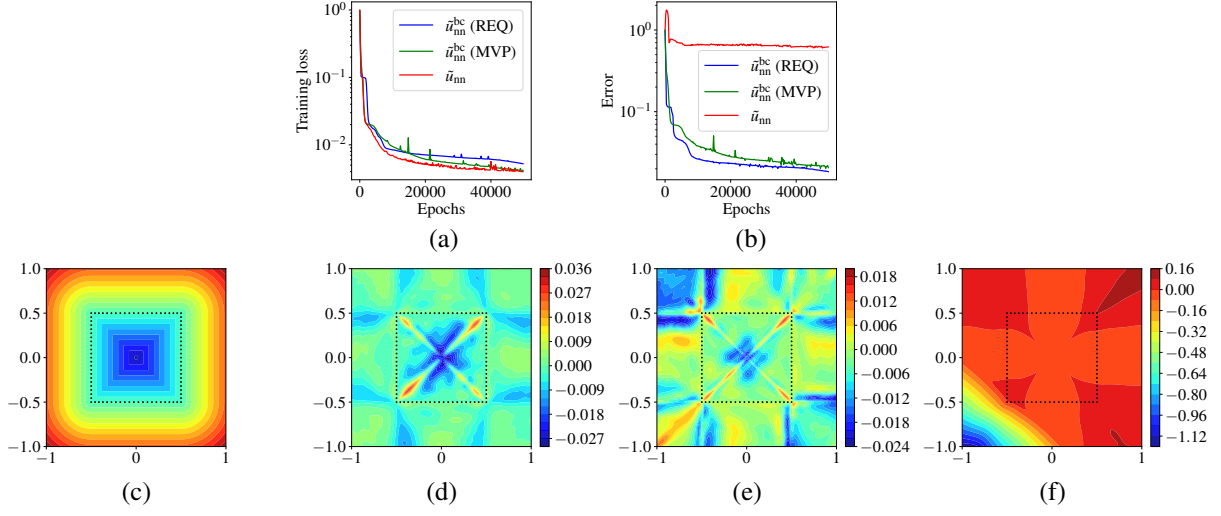 Training loss
10⁰
10⁻¹
10⁻²
ũ_nn^bc (REQ)
ũ_nn^bc (MVP)
ũ_nn
0 20000 40000
Epochs
(a)
Error
10⁰
10⁻¹
ũ_nn^bc (REQ)
ũ_nn^bc (MVP)
ũ_nn
0 20000 40000
Epochs
(b)
1.0
0.5
0.0
−0.5
−1.0
−1 0 1
(c)
1.0
0.5
0.0
−0.5
−1.0
−1 0 1
0.036
0.027
0.018
0.009
0.000
−0.009
−0.018
−0.027
(d)
1.0
0.5
0.0
−0.5
−1.0
−1 0 1
0.018
0.012
0.006
0.000
−0.006
−0.012
−0.018
−0.024
(e)
1.0
0.5
0.0
−0.5
−1.0
−1 0 1
0.16
0.00
−0.16
−0.32
−0.48
−0.64
−0.80
−0.96
−1.12
(f)